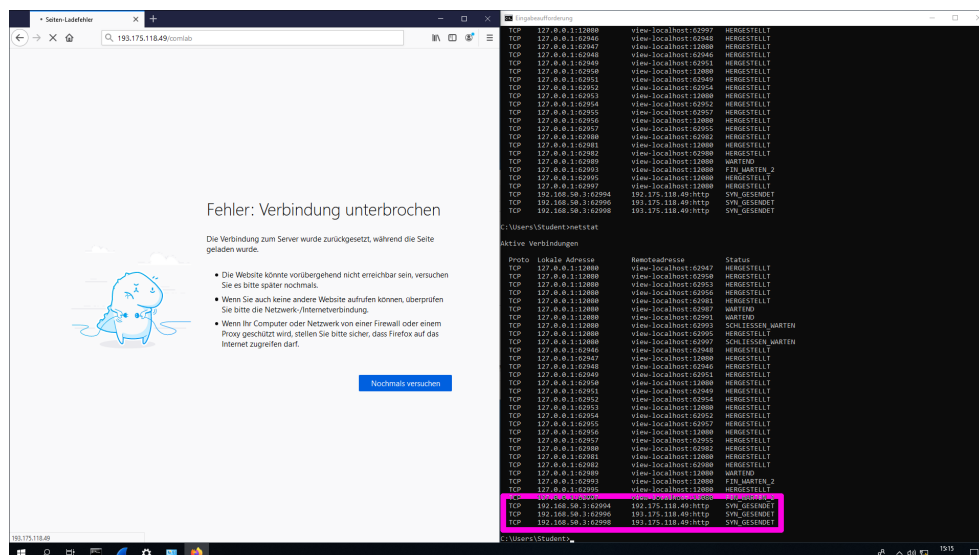 Seiten-Ladefehler
193.175.118.49/comlab
Fehler: Verbindung unterbrochen
Die Verbindung zum Server wurde zurückgesetzt, während die Seite
geladen wurde.
Die Website könnte vorübergehend nicht erreichbar sein, versuchen
Sie es bitte später nochmals.
Wenn Sie auch keine andere Website aufrufen können, überprüfen
Sie bitte die Netzwerk-/Internetverbindung.
Wenn Ihr Computer oder Netzwerk von einer Firewall oder einem
Proxy geschützt wird, stellen Sie bitte sicher, dass Firefox auf das
Internet zugreifen darf.
Nochmals versuchen
193.175.118.49
Eingabeaufforderung
TCP 127.0.0.1:12080 view-localhost:62997 HERGESTELLT
TCP 127.0.0.1:62946 view-localhost:62948 HERGESTELLT
TCP 127.0.0.1:62947 view-localhost:12080 HERGESTELLT
TCP 127.0.0.1:62948 view-localhost:62946 HERGESTELLT
TCP 127.0.0.1:62949 view-localhost:62951 HERGESTELLT
TCP 127.0.0.1:62950 view-localhost:12080 HERGESTELLT
TCP 127.0.0.1:62951 view-localhost:62949 HERGESTELLT
TCP 127.0.0.1:62952 view-localhost:62954 HERGESTELLT
TCP 127.0.0.1:62953 view-localhost:12080 HERGESTELLT
TCP 127.0.0.1:62954 view-localhost:62952 HERGESTELLT
TCP 127.0.0.1:62955 view-localhost:62957 HERGESTELLT
TCP 127.0.0.1:62956 view-localhost:12080 HERGESTELLT
TCP 127.0.0.1:62957 view-localhost:62955 HERGESTELLT
TCP 127.0.0.1:62980 view-localhost:62982 HERGESTELLT
TCP 127.0.0.1:62981 view-localhost:12080 HERGESTELLT
TCP 127.0.0.1:62982 view-localhost:62980 HERGESTELLT
TCP 127.0.0.1:62989 view-localhost:12080 WARTEND
TCP 127.0.0.1:62993 view-localhost:12080 FIN_WARTEN_2
TCP 127.0.0.1:62995 view-localhost:12080 HERGESTELLT
TCP 127.0.0.1:62997 view-localhost:12080 HERGESTELLT
TCP 192.168.50.3:62994 192.175.118.49:http SYN_GESENDET
TCP 192.168.50.3:62996 193.175.118.49:http SYN_GESENDET
TCP 192.168.50.3:62998 193.175.118.49:http SYN_GESENDET
C:\Users\Student>netstat
Aktive Verbindungen
Proto Lokale Adresse Remoteadresse Status
TCP 127.0.0.1:12080 view-localhost:62947 HERGESTELLT
TCP 127.0.0.1:12080 view-localhost:62950 HERGESTELLT
TCP 127.0.0.1:12080 view-localhost:62953 HERGESTELLT
TCP 127.0.0.1:12080 view-localhost:62956 HERGESTELLT
TCP 127.0.0.1:12080 view-localhost:62981 HERGESTELLT
TCP 127.0.0.1:12080 view-localhost:62987 WARTEND
TCP 127.0.0.1:12080 view-localhost:62991 WARTEND
TCP 127.0.0.1:12080 view-localhost:62993 SCHLIESSEN_WARTEN
TCP 127.0.0.1:12080 view-localhost:62995 HERGESTELLT
TCP 127.0.0.1:12080 view-localhost:62997 SCHLIESSEN_WARTEN
TCP 127.0.0.1:62946 view-localhost:62948 HERGESTELLT
TCP 127.0.0.1:62947 view-localhost:12080 HERGESTELLT
TCP 127.0.0.1:62948 view-localhost:62946 HERGESTELLT
TCP 127.0.0.1:62949 view-localhost:62951 HERGESTELLT
TCP 127.0.0.1:62950 view-localhost:12080 HERGESTELLT
TCP 127.0.0.1:62951 view-localhost:62949 HERGESTELLT
TCP 127.0.0.1:62952 view-localhost:62954 HERGESTELLT
TCP 127.0.0.1:62953 view-localhost:12080 HERGESTELLT
TCP 127.0.0.1:62954 view-localhost:62952 HERGESTELLT
TCP 127.0.0.1:62955 view-localhost:62957 HERGESTELLT
TCP 127.0.0.1:62956 view-localhost:12080 HERGESTELLT
TCP 127.0.0.1:62957 view-localhost:62955 HERGESTELLT
TCP 127.0.0.1:62980 view-localhost:62982 HERGESTELLT
TCP 127.0.0.1:62981 view-localhost:12080 HERGESTELLT
TCP 127.0.0.1:62982 view-localhost:62980 HERGESTELLT
TCP 127.0.0.1:62989 view-localhost:12080 WARTEND
TCP 127.0.0.1:62993 view-localhost:12080 FIN_WARTEN_2
TCP 127.0.0.1:62995 view-localhost:12080 HERGESTELLT
TCP 127.0.0.1:62997 view-localhost:12080 FIN_WARTEN_2
TCP 192.168.50.3:62994 192.175.118.49:http SYN_GESENDET
TCP 192.168.50.3:62996 193.175.118.49:http SYN_GESENDET
TCP 192.168.50.3:62998 193.175.118.49:http SYN_GESENDET
C:\Users\Student>
15:15